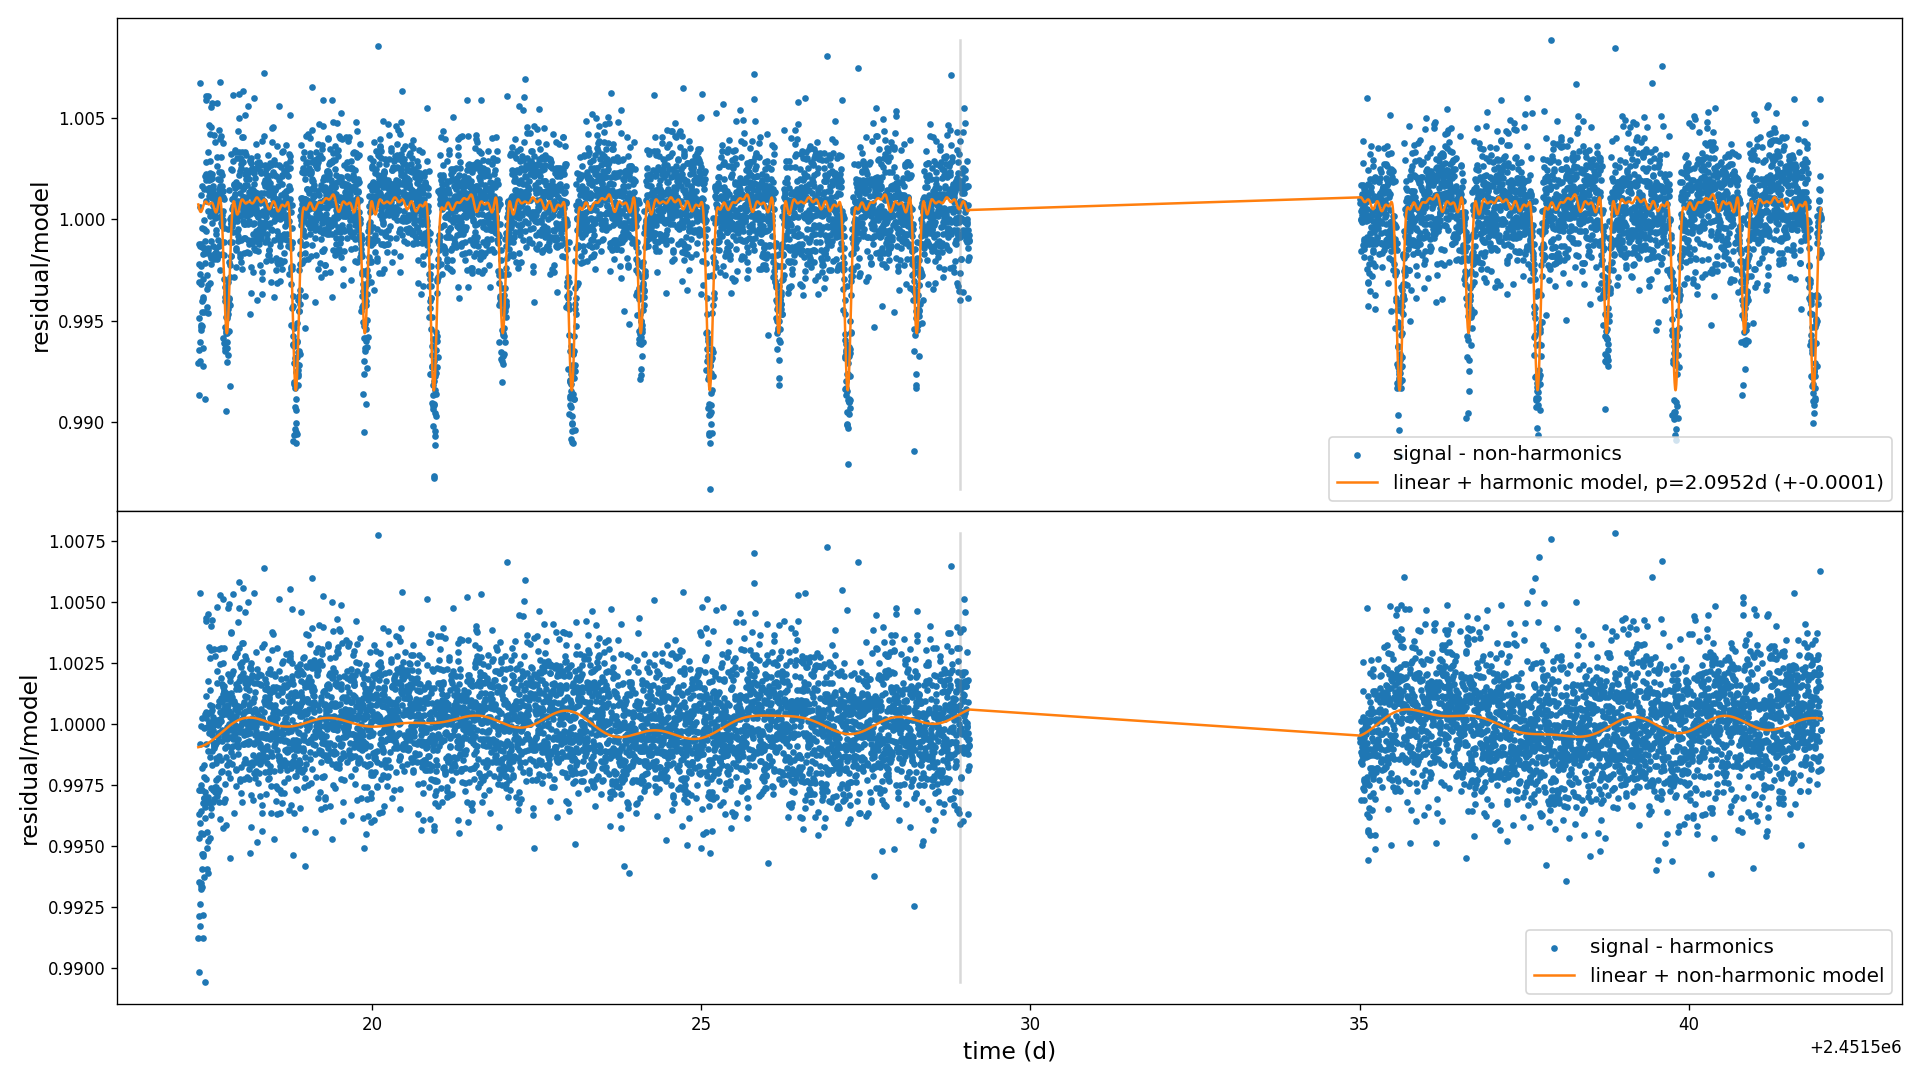 1.005
1.000
0.995
0.990
residual/model
signal - non-harmonics
linear + harmonic model, p=2.0952d (+-0.0001)
1.0075
1.0050
1.0025
1.0000
0.9975
0.9950
0.9925
0.9900
residual/model
signal - harmonics
linear + non-harmonic model
20
25
30
35
40
time (d)
+2.4515e6